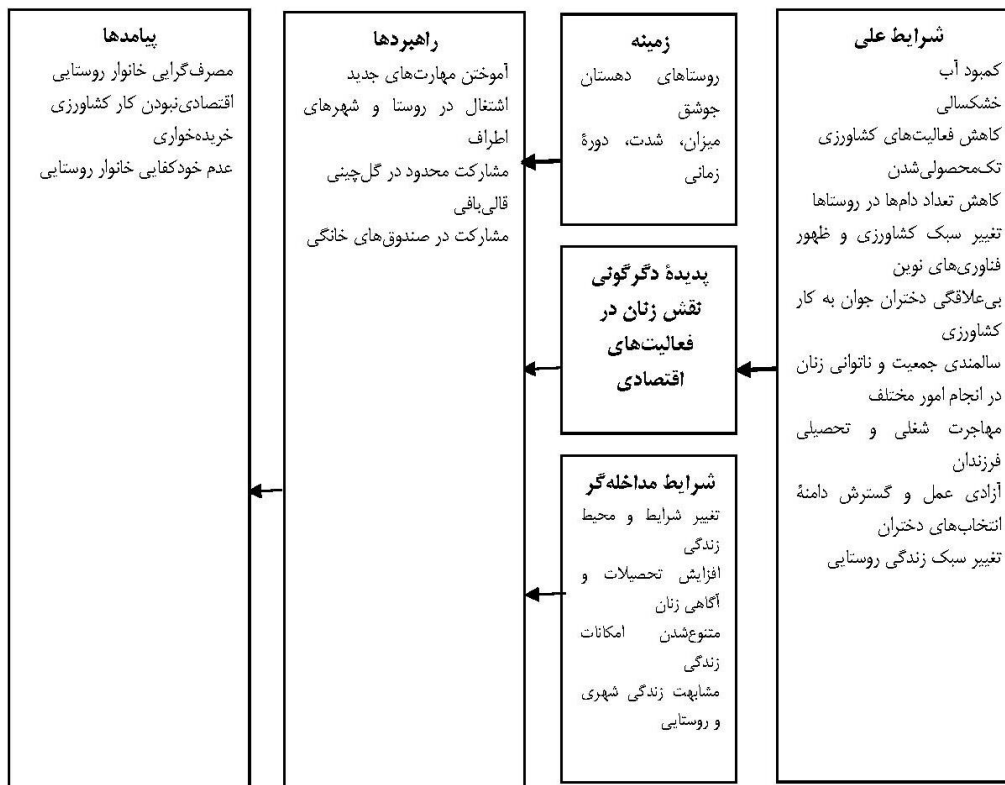 شرایط علی
کمبود آب
خشکسالی
کاهش فعالیت‌های کشاورزی
تک‌محصولی‌شدن
کاهش تعداد دام‌ها در روستاها
تغییر سبک کشاورزی و ظهور
فناوری‌های نوین
بی‌علاقگی دختران جوان به کار
کشاورزی
سالمندی جمعیت و ناتوانی زنان
در انجام امور مختلف
مهاجرت شغلی و تحصیلی
فرزندان
آزادی عمل و گسترش دامنهٔ
انتخاب‌های دختران
تغییر سبک زندگی روستایی
زمینه
روستاهای دهستان
جوشق
میزان، شدت، دورهٔ
زمانی
پدیدهٔ دگرگونی
نقش زنان در
فعالیت‌های
اقتصادی
شرایط مداخله‌گر
تغییر شرایط و محیط
زندگی
افزایش تحصیلات و
آگاهی زنان
متنوع‌شدن امکانات
زندگی
مشابهت زندگی شهری
و روستایی
راهبردها
آموختن مهارت‌های جدید
اشتغال در روستا و شهرهای
اطراف
مشارکت محدود در گل‌چینی
قالی‌بافی
مشارکت در صندوق‌های خانگی
پیامدها
مصرف‌گرایی خانوار روستایی
اقتصادی‌نبودن کار کشاورزی
خریده‌خواری
عدم خودکفایی خانوار روستایی